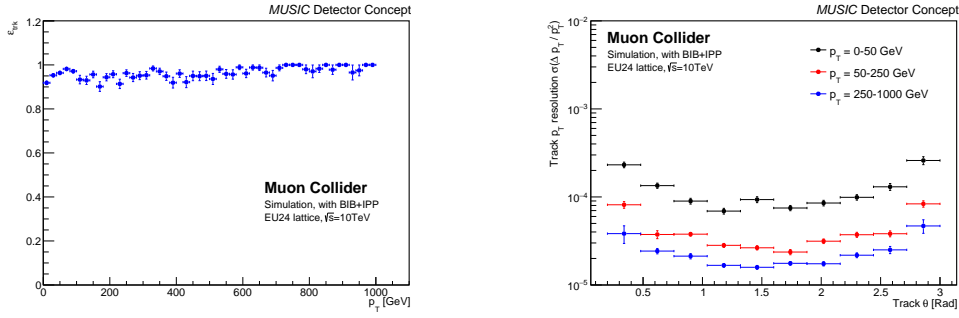 MUSIC Detector Concept
ε_trk
1.2
1
0.8
0.6
0.4
0.2
0
Muon Collider
Simulation, with BIB+IPP
EU24 lattice, √s=10TeV
0 200 400 600 800 1000
p_T [GeV]
MUSIC Detector Concept
Track p_T resolution σ(Δ p_T / p_T^2)
Muon Collider
Simulation, with BIB+IPP
EU24 lattice, √s=10TeV
p_T = 0-50 GeV
p_T = 50-250 GeV
p_T = 250-1000 GeV
10^-2
10^-3
10^-4
10^-5
0.5 1 1.5 2 2.5 3
Track θ [Rad]